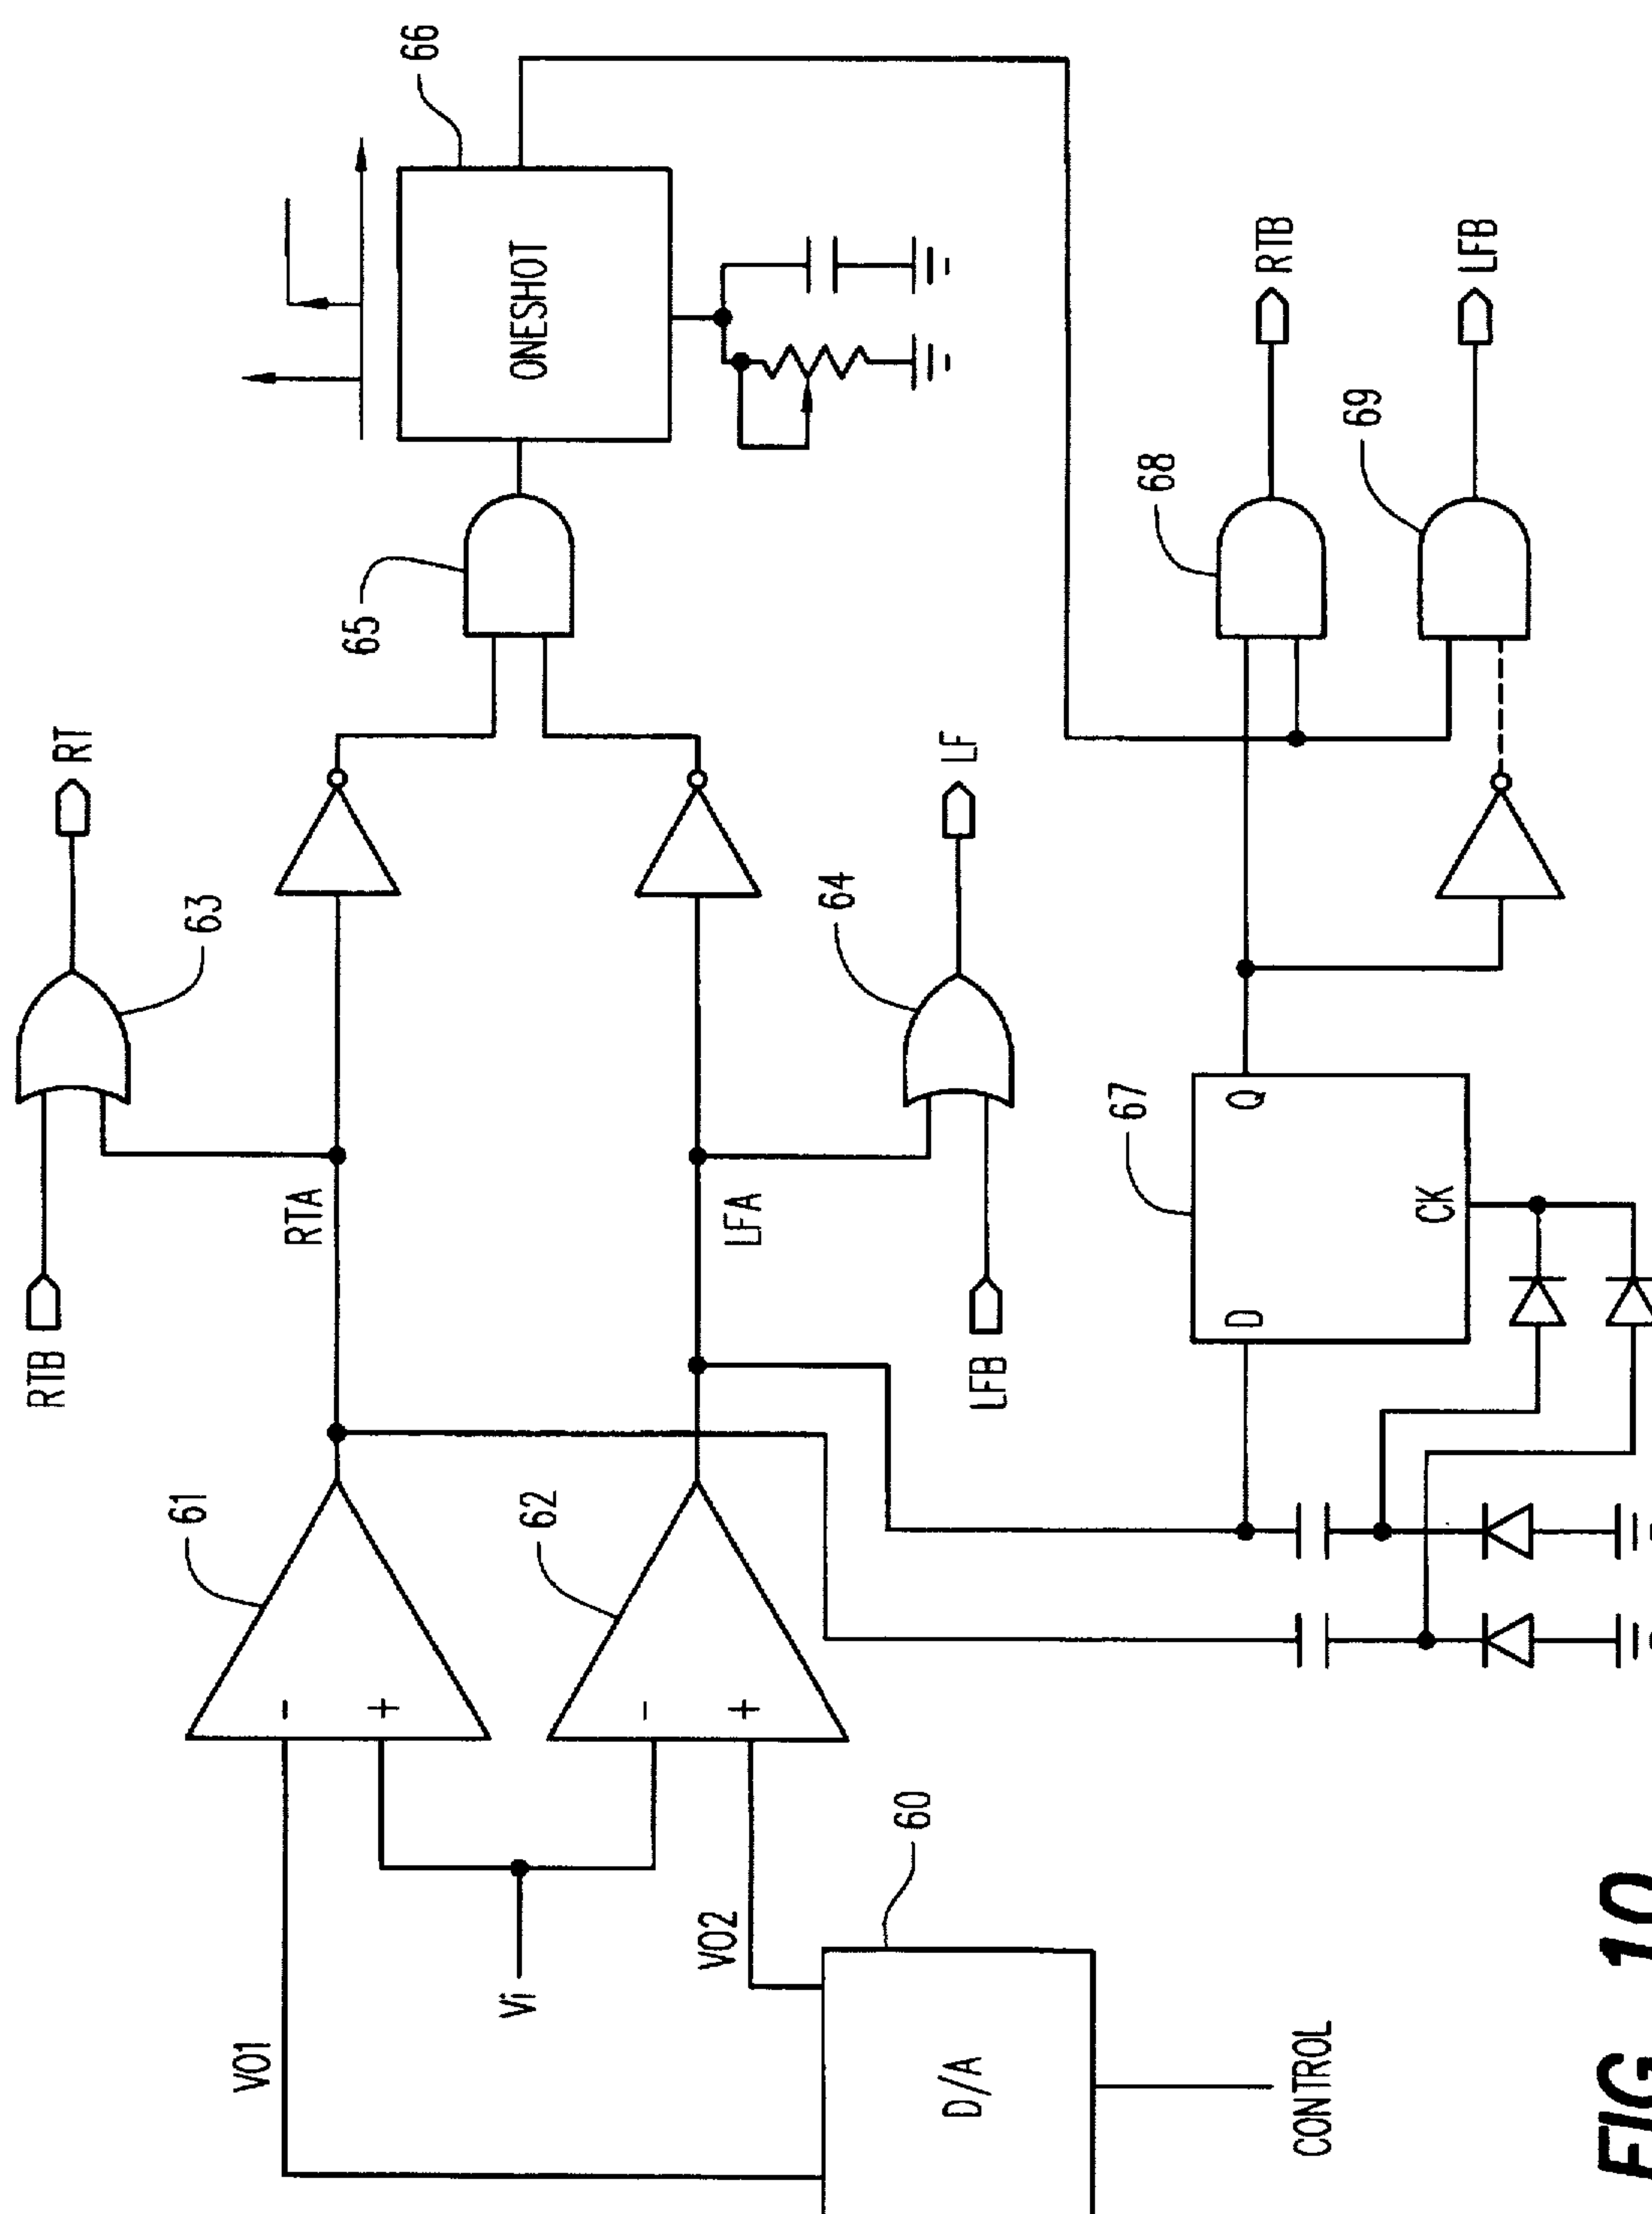 RTB
63
RT
61
RTA
65
66
ONESHOT
VO1
Vi
-
+
62
-
+
LFA
64
LF
LFB
VO2
60
D/A
CONTROL
67
D
Q
CK
68
RTB
69
LFB
FIG. 10